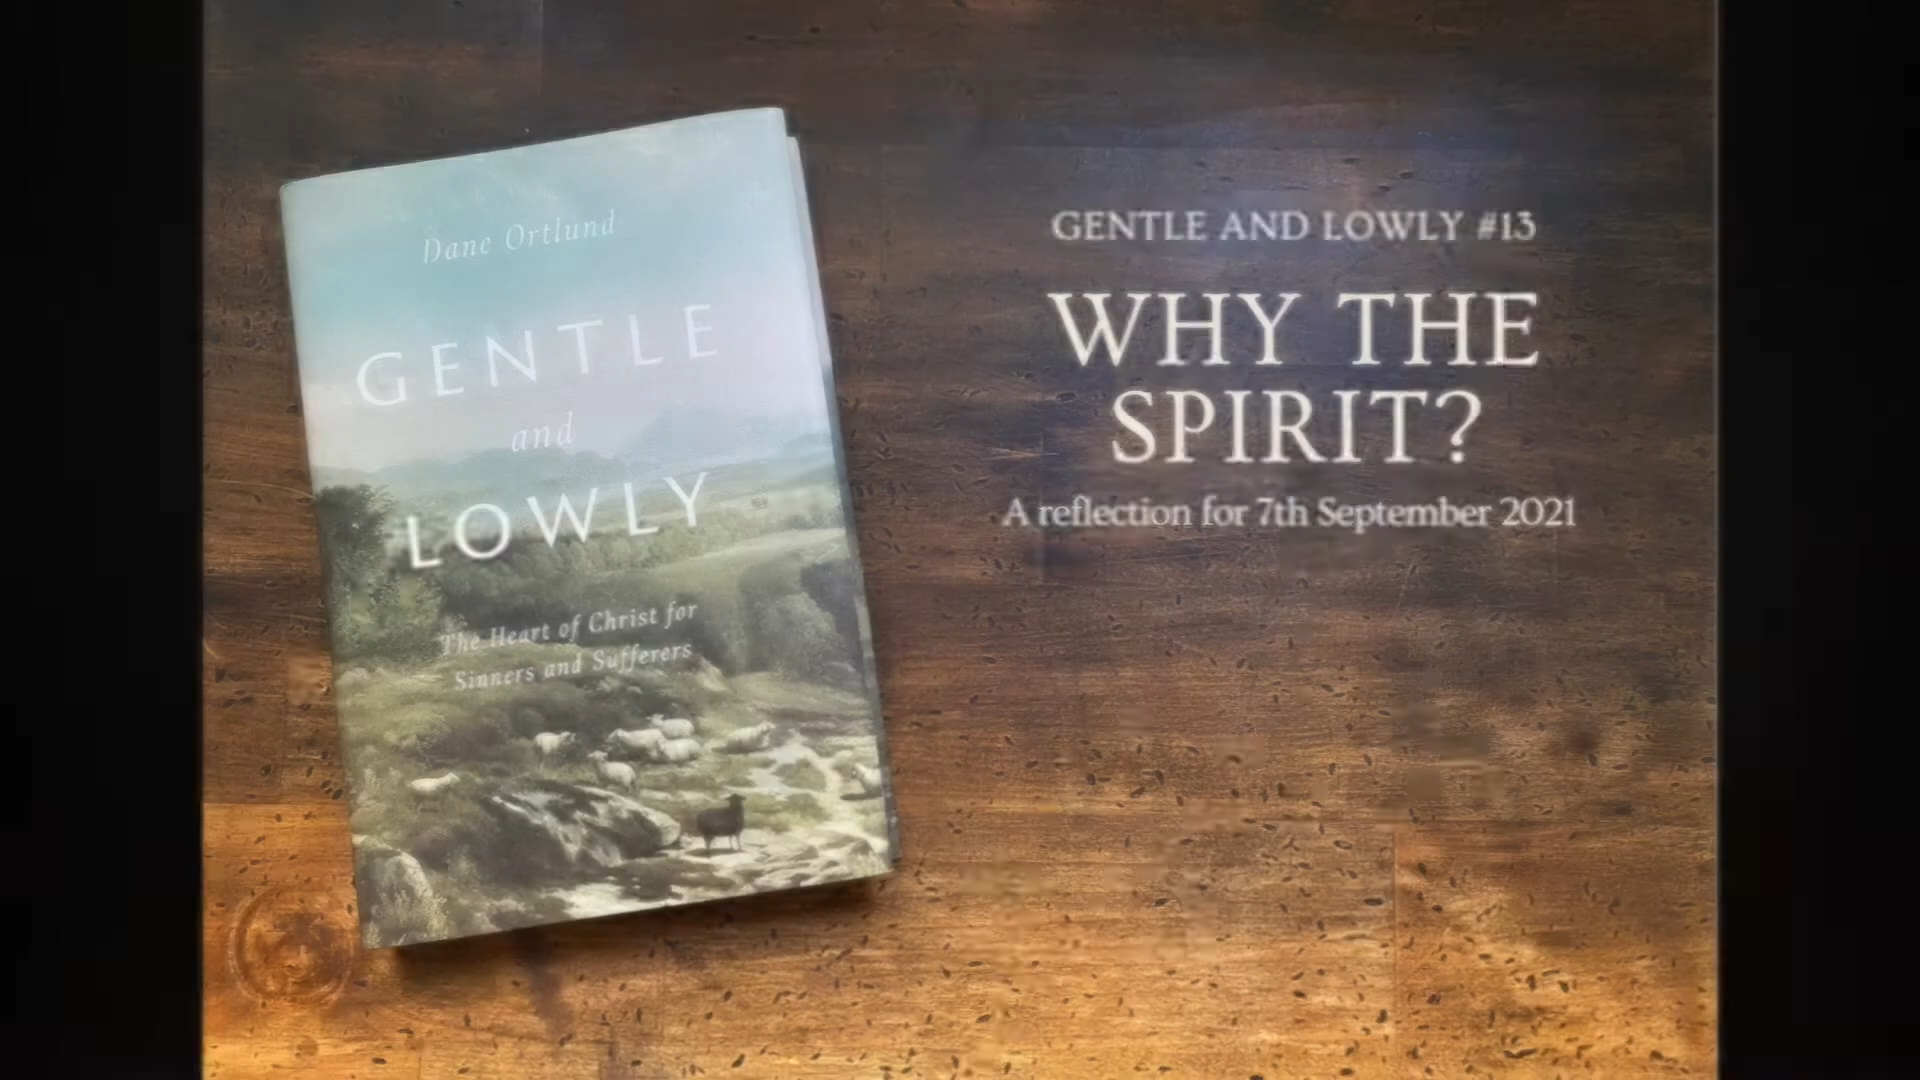 Dane Ortlund
GENTLE
and
LOWLY
The Heart of Christ for
Sinners and Sufferers
GENTLE AND LOWLY #13
WHY THE
SPIRIT?
A reflection for 7th September 2021